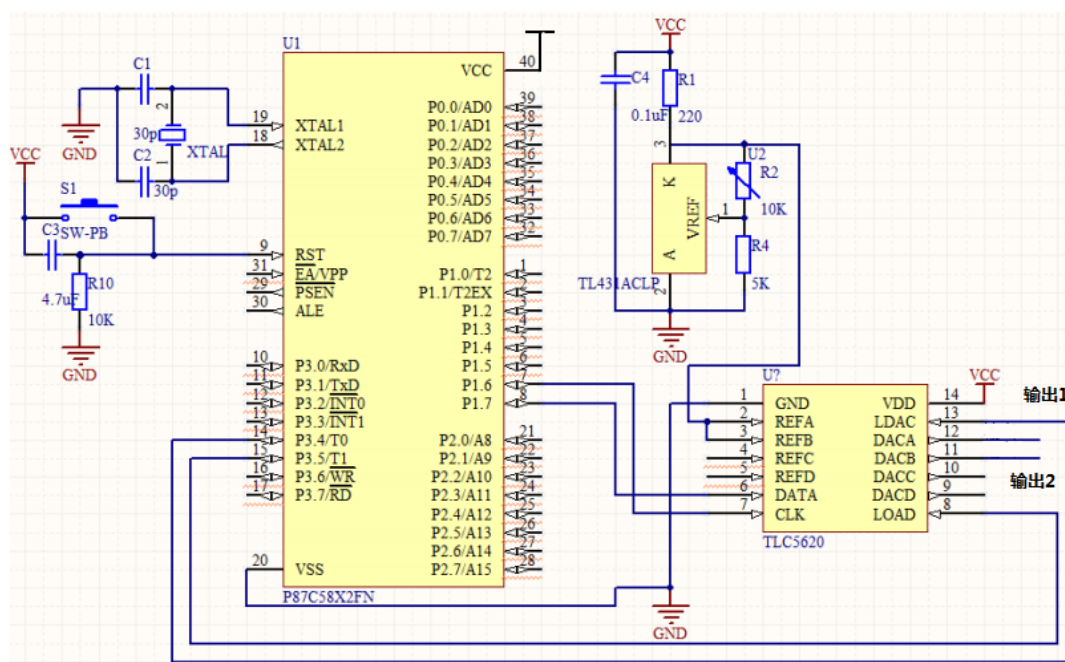 VCC
U1
C1
2
30p
XTAL
1
C2
30p
GND
VCC
S1
SW-PB
C3
4.7uF
R10
10K
GND
VCC 40
19 XTAL1
18 XTAL2
9 RST
31 EA/VPP
29 PSEN
30 ALE
10 P3.0/RxD
11 P3.1/TxD
12 P3.2/INT0
13 P3.3/INT1
14 P3.4/T0
15 P3.5/T1
16 P3.6/WR
17 P3.7/RD
20 VSS
P0.0/AD0 39
P0.1/AD1 38
P0.2/AD2 37
P0.3/AD3 36
P0.4/AD4 35
P0.5/AD5 34
P0.6/AD6 33
P0.7/AD7 32
P1.0/T2 1
P1.1/T2EX 2
P1.2 3
P1.3 4
P1.4 5
P1.5 6
P1.6 7
P1.7 8
P2.0/A8 21
P2.1/A9 22
P2.2/A10 23
P2.3/A11 24
P2.4/A12 25
P2.5/A13 26
P2.6/A14 27
P2.7/A15 28
P87C58X2FN
C4
0.1uF
R1
220
3
K
VREF
A
1
2
U2
R2
10K
R4
5K
TL431ACLP
GND
U?
VCC
1 GND
2 REFA
3 REFB
4 REFC
5 REFD
6 DATA
7 CLK
VDD 14
LDAC 13
DACA 12
DACB 11
DACC 10
DACD 9
LOAD 8
TLC5620
输出1
输出2
GND